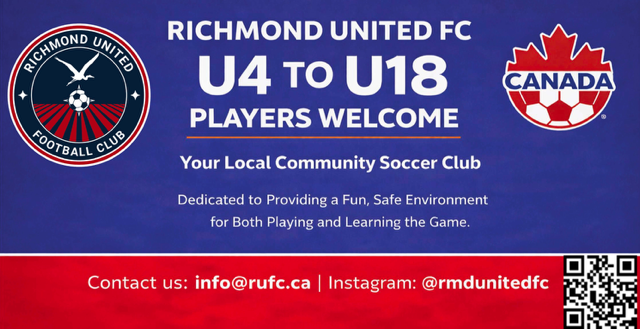 RICHMOND UNITED
FOOTBALL CLUB
RICHMOND UNITED FC
U4 TO U18
PLAYERS WELCOME
CANADA
®
Your Local Community Soccer Club
Dedicated to Providing a Fun, Safe Environment
for Both Playing and Learning the Game.
Contact us: info@rufc.ca | Instagram: @rmdunitedfc